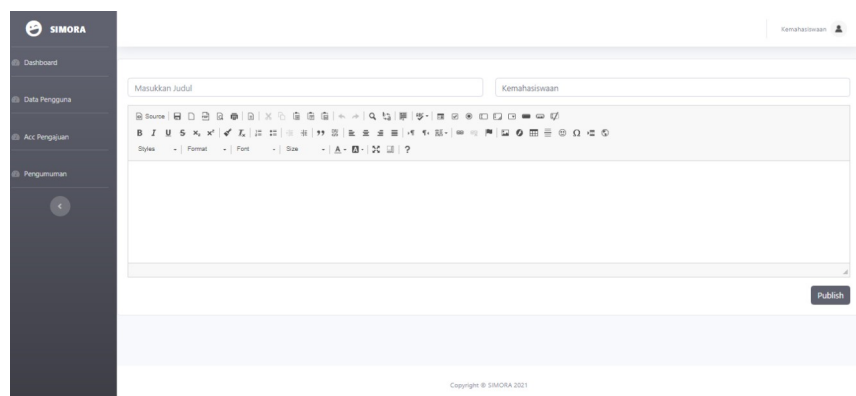 SIMORA
Kemahasiswaan
Dashboard
Data Pengguna
Acc Pengajuan
Pengumuman
Masukkan Judul
Kemahasiswaan
Source
Styles Format Font Size
Publish
Copyright © SIMORA 2021